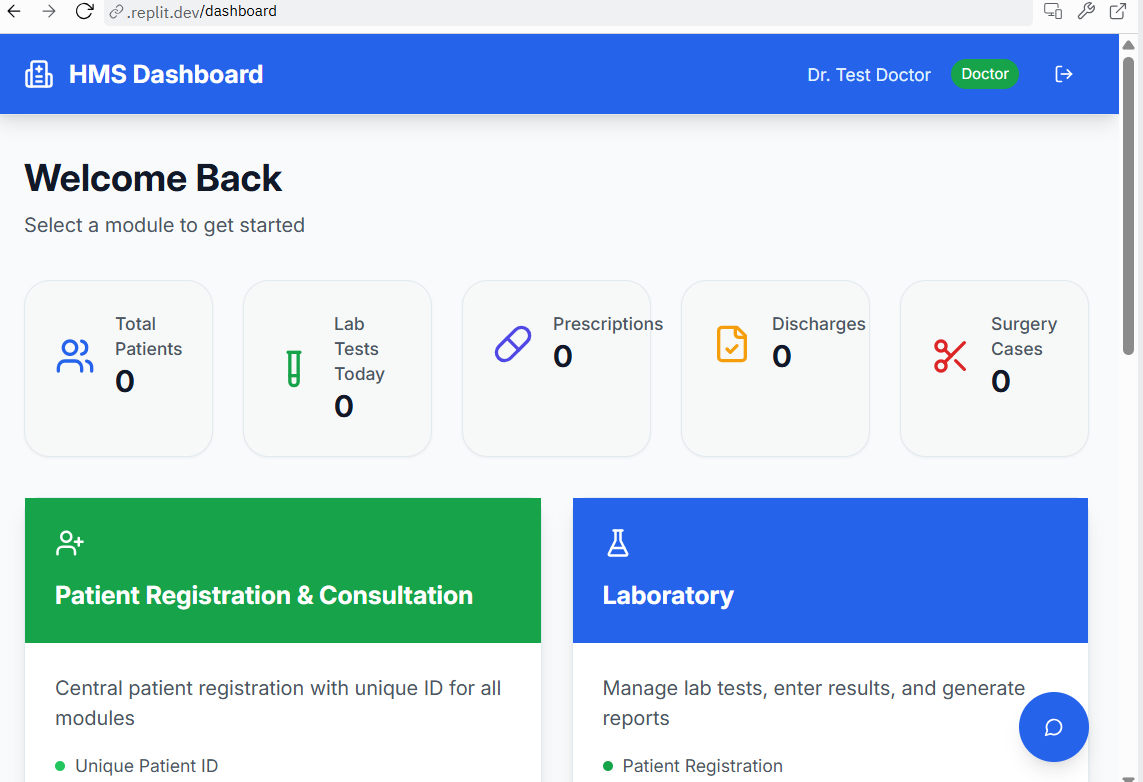 .replit.dev/dashboard
HMS Dashboard
Dr. Test Doctor
Doctor
Welcome Back
Select a module to get started
Total
Patients
0
Lab
Tests
Today
0
Prescriptions
0
Discharges
0
Surgery
Cases
0
Patient Registration & Consultation
Central patient registration with unique ID for all
modules
Unique Patient ID
Laboratory
Manage lab tests, enter results, and generate
reports
Patient Registration